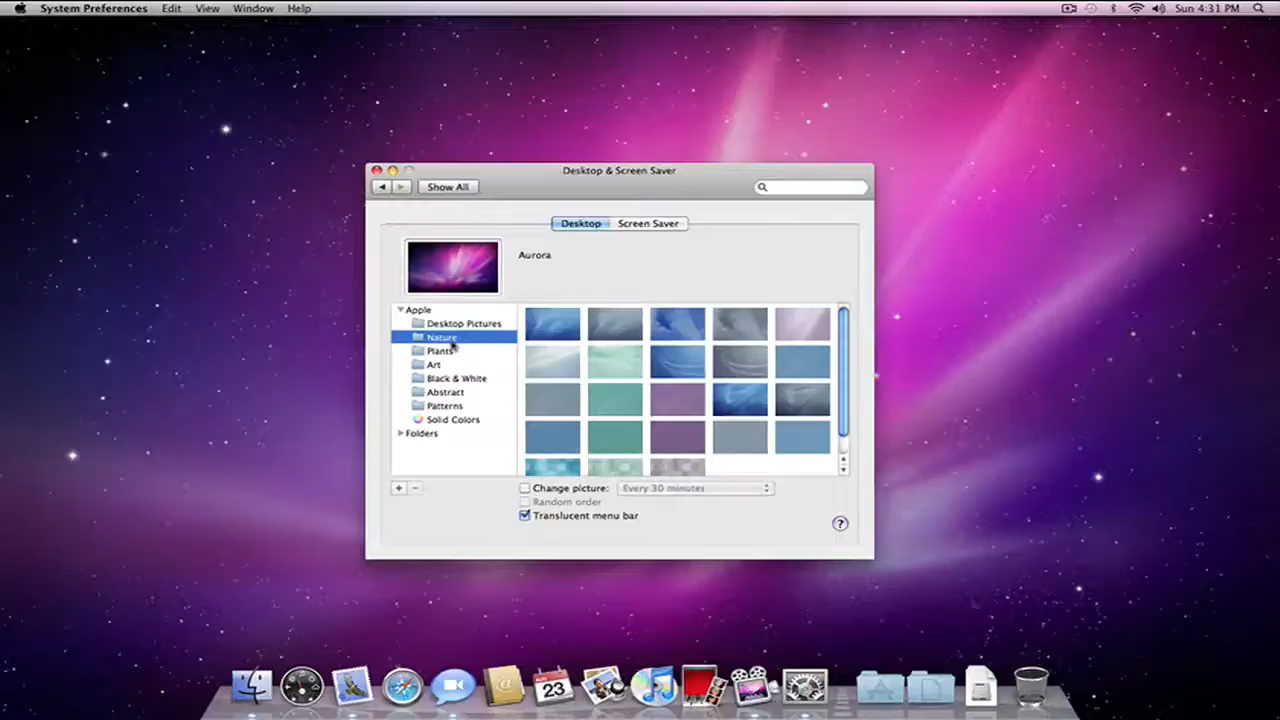 System Preferences Edit View Window Help Sun 4:31 PM
Desktop & Screen Saver
Show All
Desktop Screen Saver
Aurora
Apple
Desktop Pictures
Nature
Plants
Art
Black & White
Abstract
Patterns
Solid Colors
Folders
+ −
Change picture: Every 30 minutes
Random order
Translucent menu bar
?
@
23